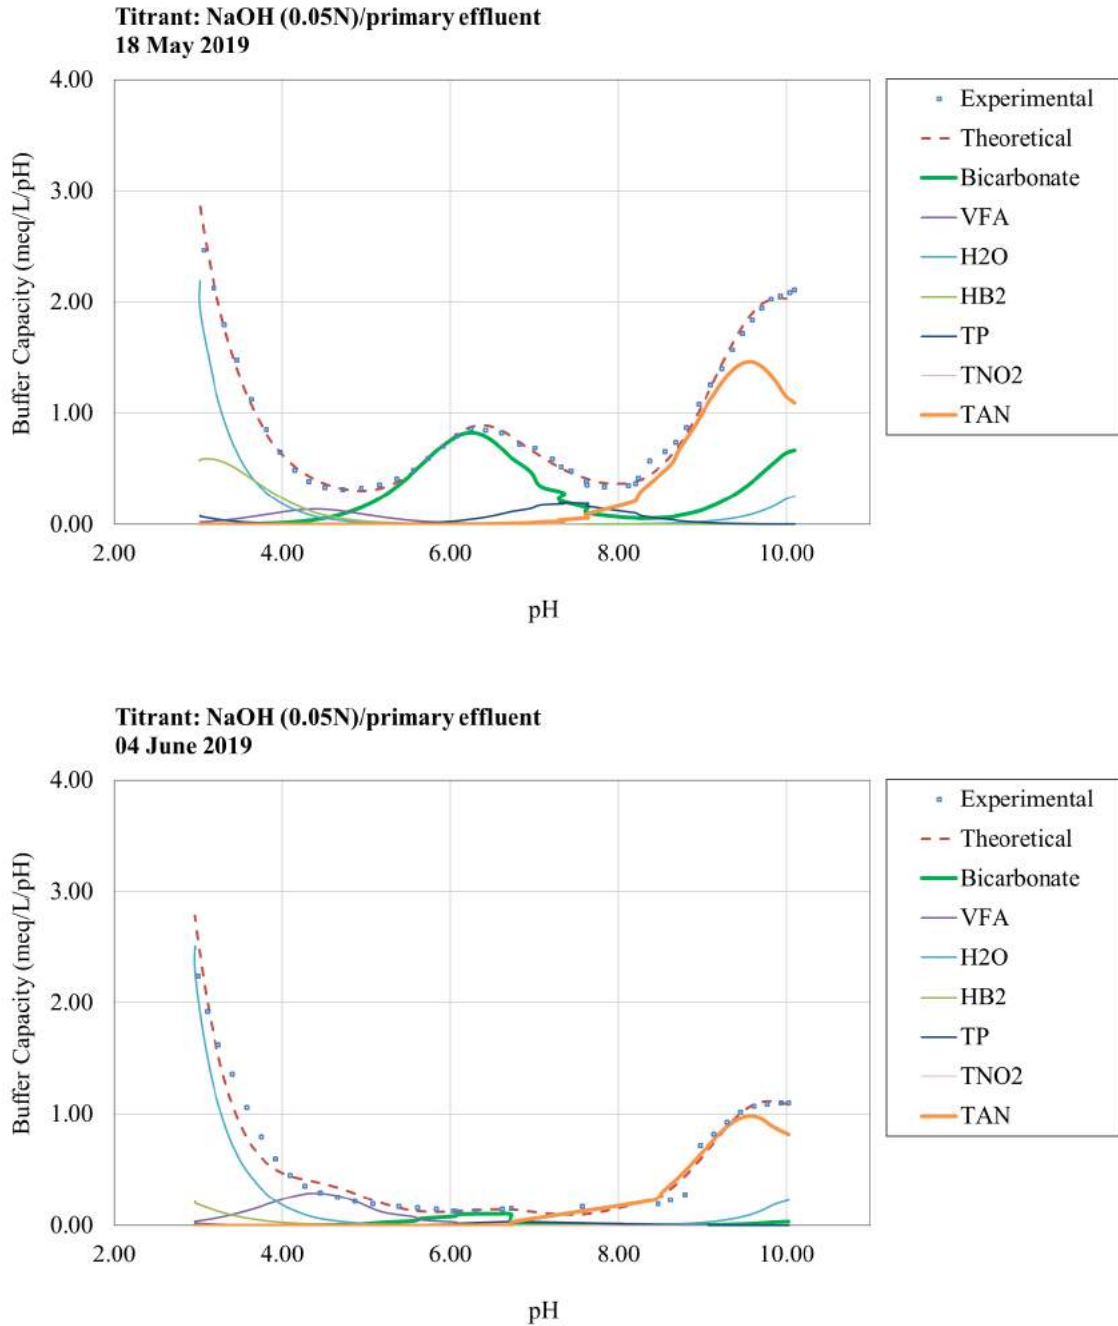 Titrant: NaOH (0.05N)/primary effluent
18 May 2019
Buffer Capacity (meq/L/pH)
4.00
3.00
2.00
1.00
0.00
2.00 4.00 6.00 8.00 10.00
pH
Experimental
Theoretical
Bicarbonate
VFA
H2O
HB2
TP
TNO2
TAN
Titrant: NaOH (0.05N)/primary effluent
04 June 2019
Buffer Capacity (meq/L/pH)
4.00
3.00
2.00
1.00
0.00
2.00 4.00 6.00 8.00 10.00
pH
Experimental
Theoretical
Bicarbonate
VFA
H2O
HB2
TP
TNO2
TAN